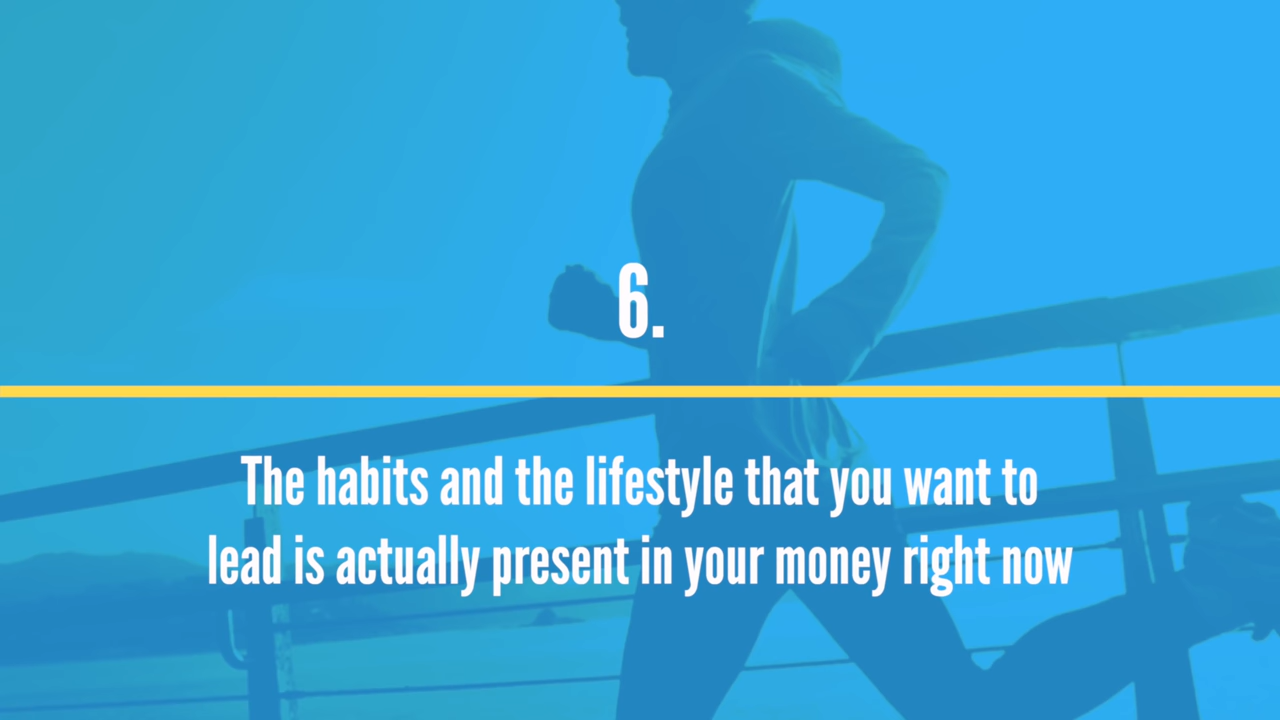 6.
The habits and the lifestyle that you want to
lead is actually present in your money right now